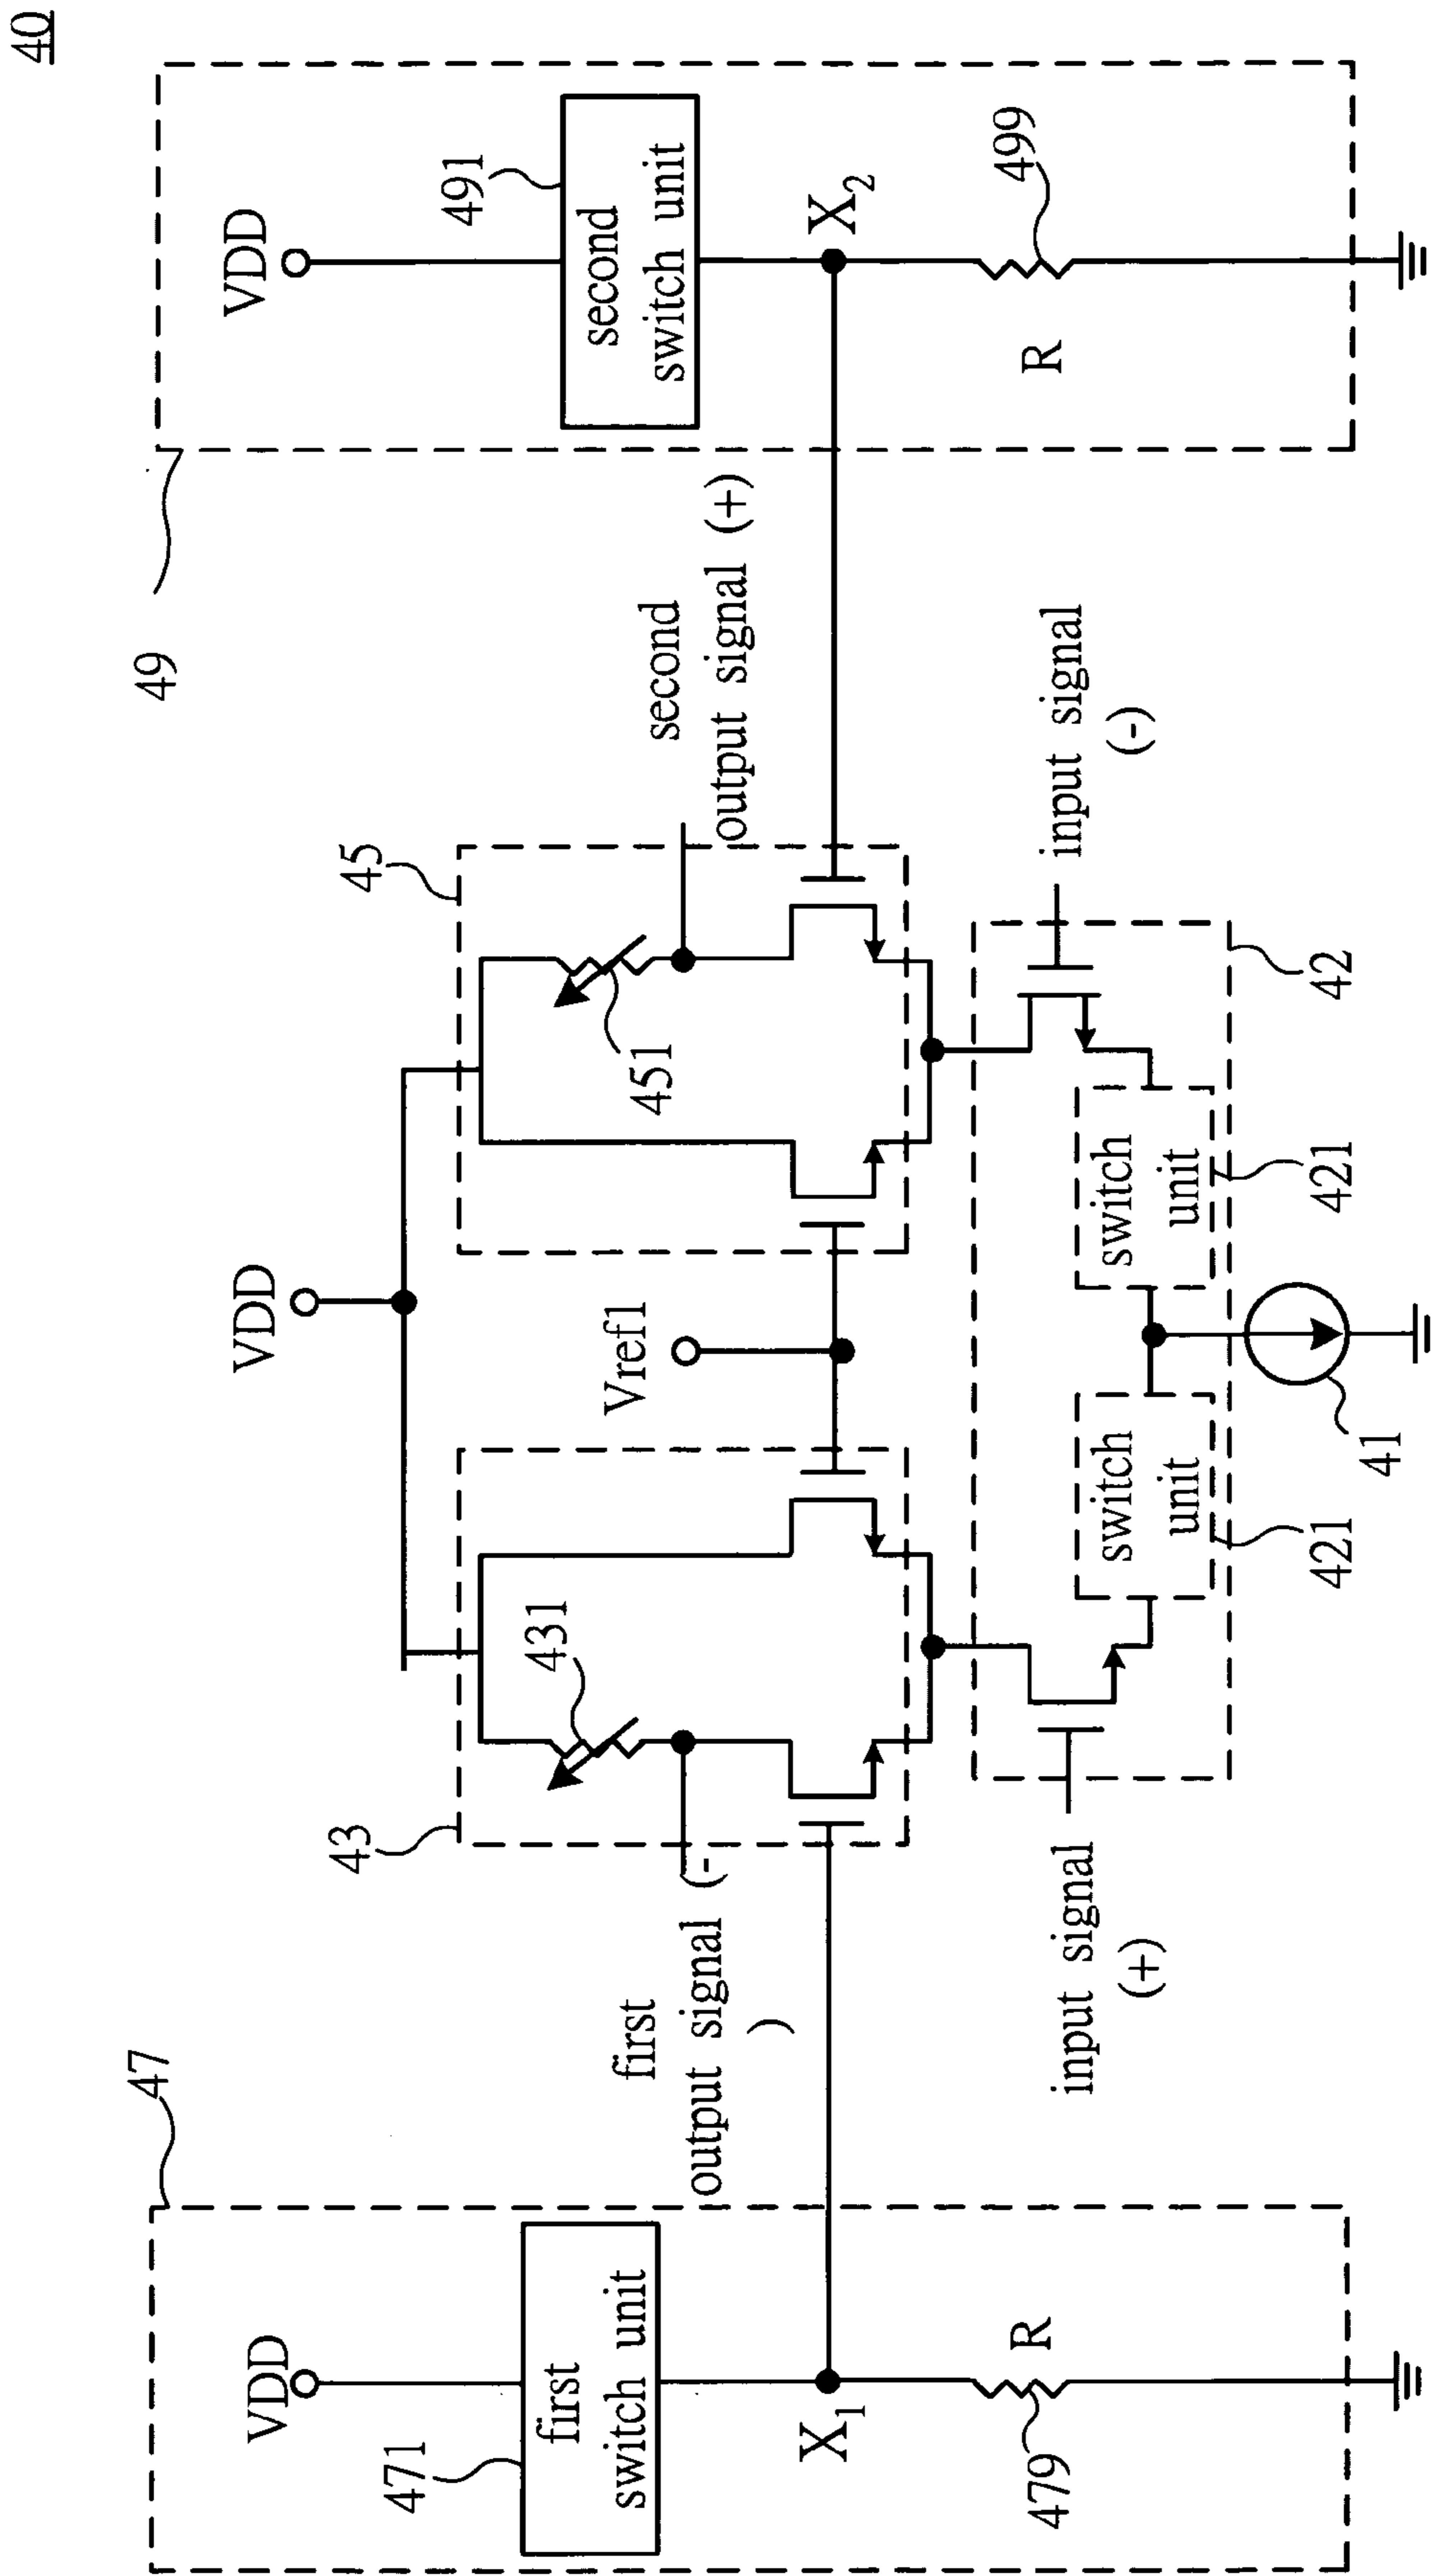 40
47
VDD
471
first
switch unit
X1
R
479
first
output signal (-
)
input signal
(+)
43
431
VDD
Vref1
45
451
second
output signal (+)
input signal
(-)
42
switch
unit
421
switch
unit
421
41
49
VDD
491
second
switch unit
X2
R
499